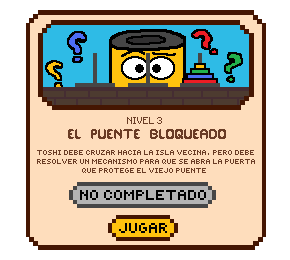 NIVEL 3
EL PUENTE BLOQUEADO
TOSHI DEBE CRUZAR HACIA LA ISLA VECINA. PERO DEBE
RESOLVER UN MECANISMO PARA QUE SE ABRA LA PUERTA
QUE PROTEGE EL VIEJO PUENTE
NO COMPLETADO
JUGAR